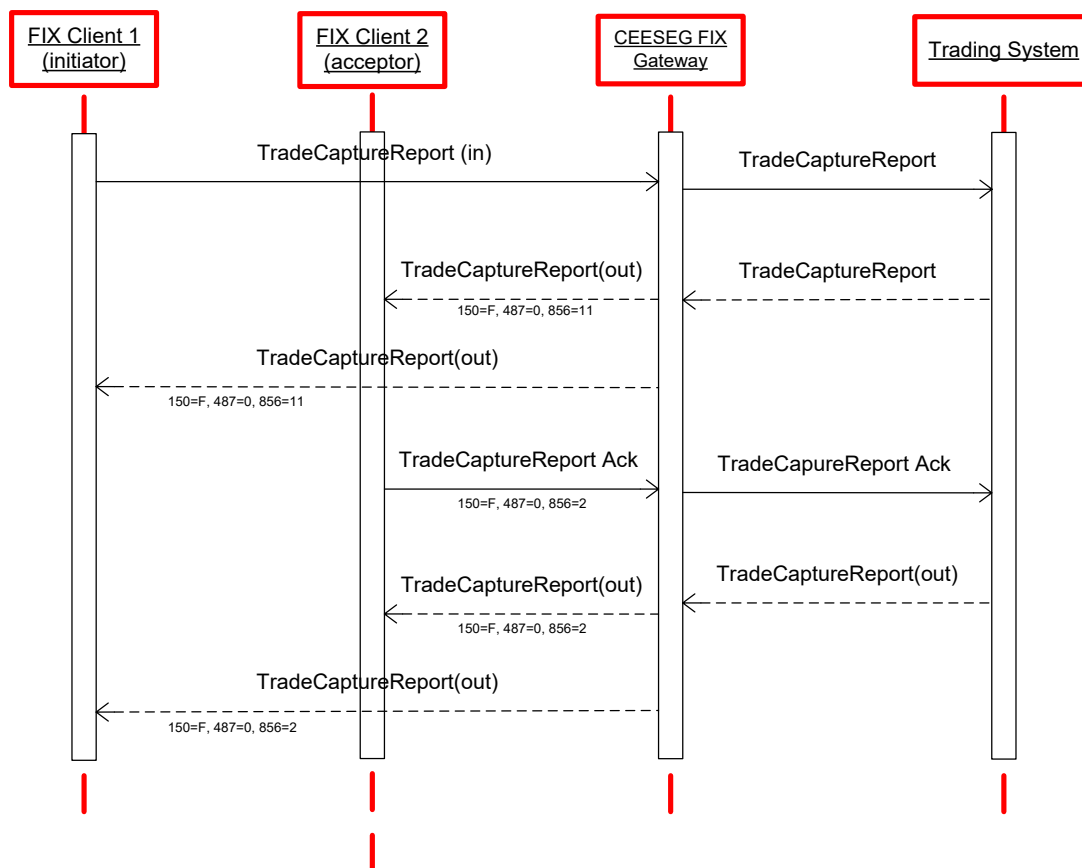 FIX Client 1
(initiator)
FIX Client 2
(acceptor)
CEESEG FIX
Gateway
Trading System
TradeCaptureReport (in)
TradeCaptureReport
TradeCaptureReport(out)
150=F, 487=0, 856=11
TradeCaptureReport
TradeCaptureReport(out)
150=F, 487=0, 856=11
TradeCaptureReport Ack
150=F, 487=0, 856=2
TradeCapureReport Ack
TradeCaptureReport(out)
150=F, 487=0, 856=2
TradeCaptureReport(out)
TradeCaptureReport(out)
150=F, 487=0, 856=2